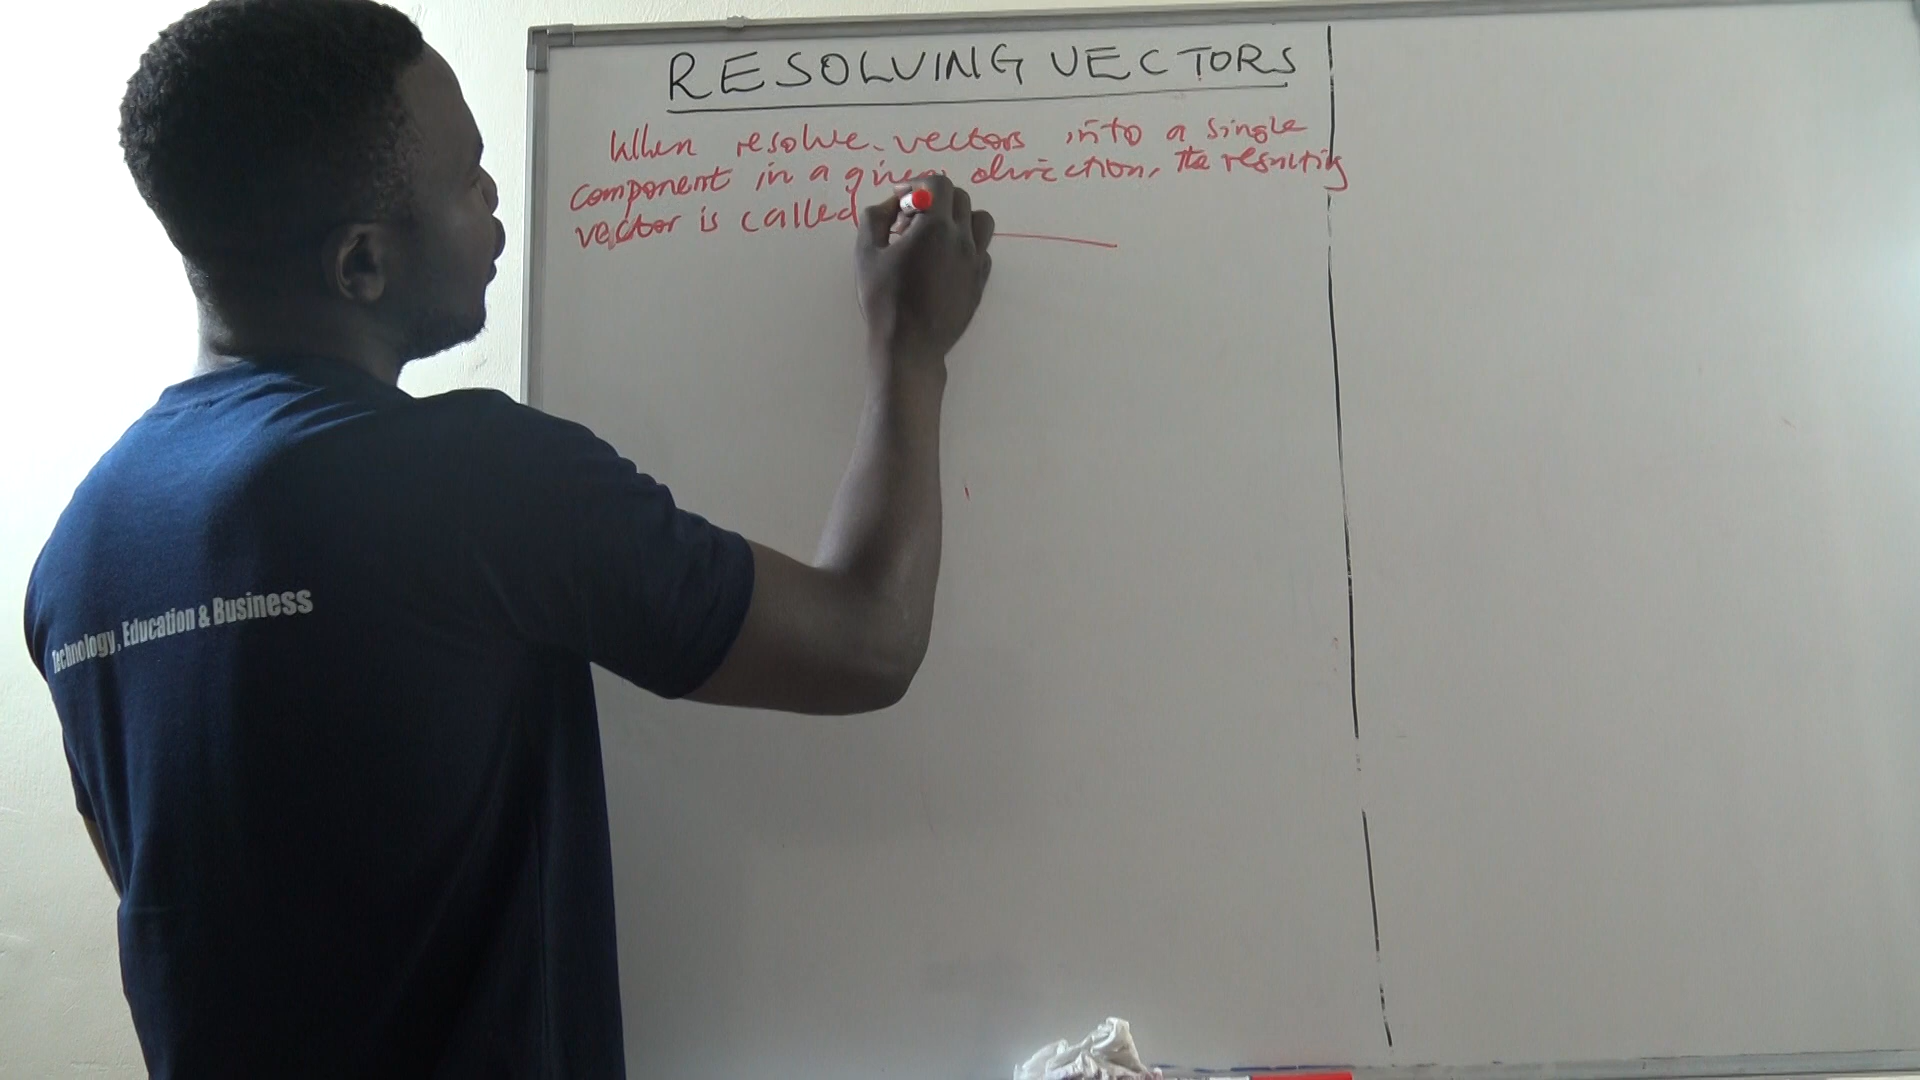 RESOLVING VECTORS
When resolve vectors into a single
component in a given direction, the resulting
vector is called
Technology, Education & Business